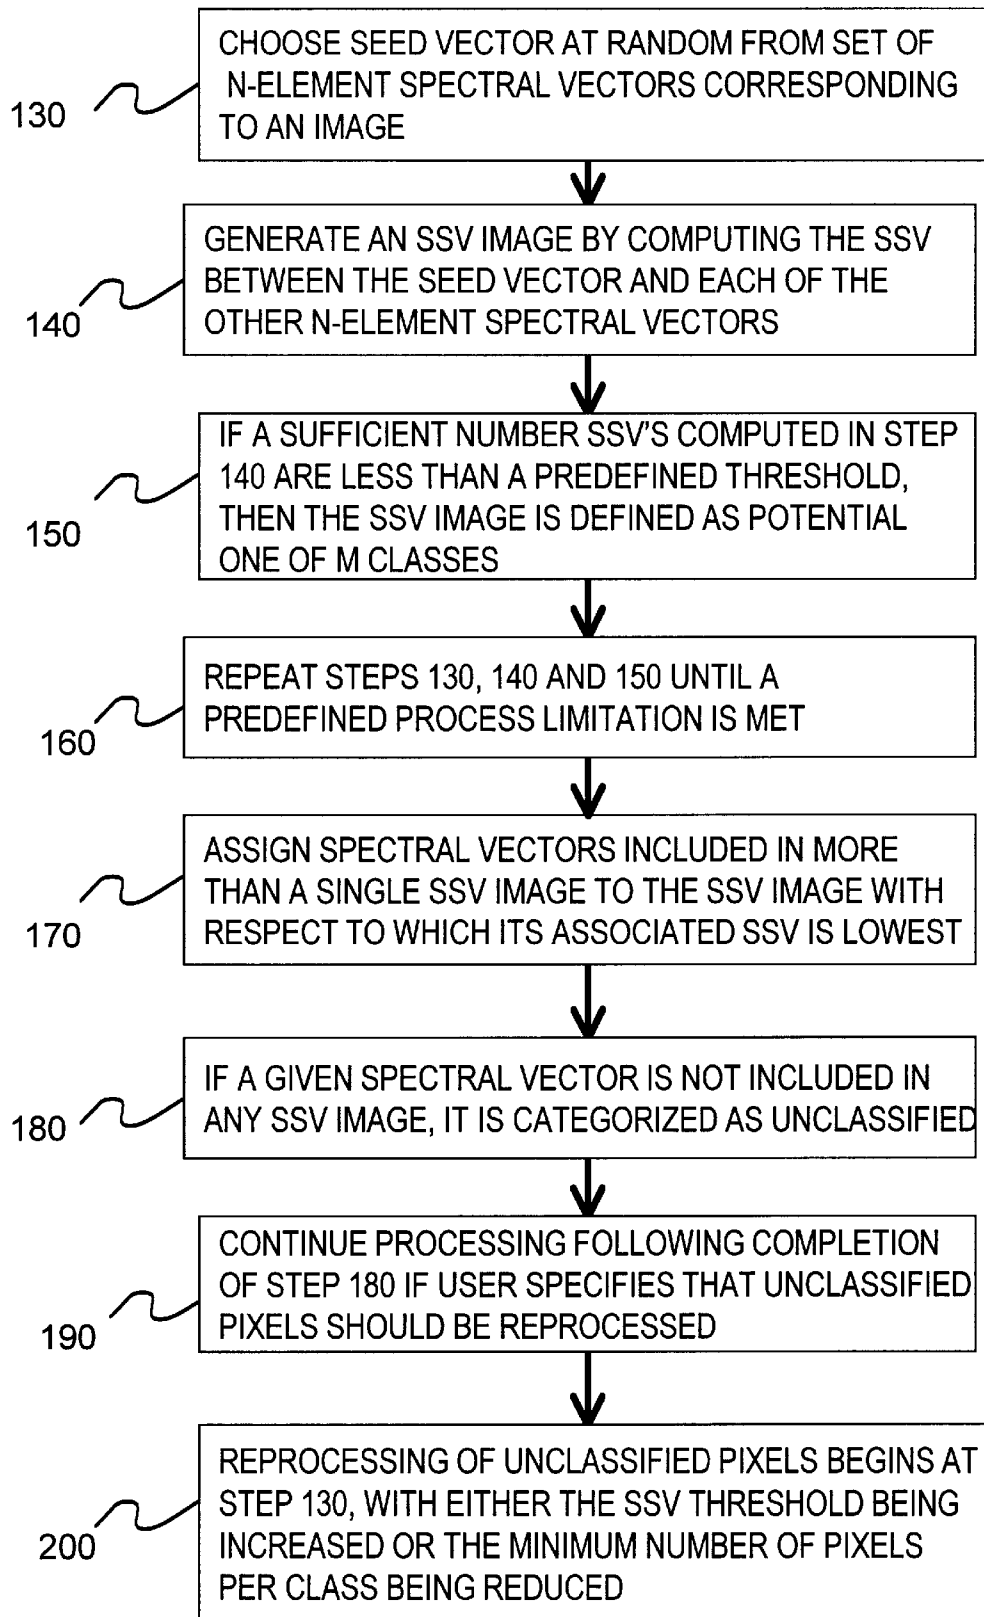 CHOOSE SEED VECTOR AT RANDOM FROM SET OF
N-ELEMENT SPECTRAL VECTORS CORRESPONDING
TO AN IMAGE
130
GENERATE AN SSV IMAGE BY COMPUTING THE SSV
BETWEEN THE SEED VECTOR AND EACH OF THE
OTHER N-ELEMENT SPECTRAL VECTORS
140
IF A SUFFICIENT NUMBER SSV'S COMPUTED IN STEP
140 ARE LESS THAN A PREDEFINED THRESHOLD,
THEN THE SSV IMAGE IS DEFINED AS POTENTIAL
ONE OF M CLASSES
150
REPEAT STEPS 130, 140 AND 150 UNTIL A
PREDEFINED PROCESS LIMITATION IS MET
160
ASSIGN SPECTRAL VECTORS INCLUDED IN MORE
THAN A SINGLE SSV IMAGE TO THE SSV IMAGE WITH
RESPECT TO WHICH ITS ASSOCIATED SSV IS LOWEST
170
IF A GIVEN SPECTRAL VECTOR IS NOT INCLUDED IN
ANY SSV IMAGE, IT IS CATEGORIZED AS UNCLASSIFIED
180
CONTINUE PROCESSING FOLLOWING COMPLETION
OF STEP 180 IF USER SPECIFIES THAT UNCLASSIFIED
PIXELS SHOULD BE REPROCESSED
190
REPROCESSING OF UNCLASSIFIED PIXELS BEGINS AT
STEP 130, WITH EITHER THE SSV THRESHOLD BEING
INCREASED OR THE MINIMUM NUMBER OF PIXELS
PER CLASS BEING REDUCED
200